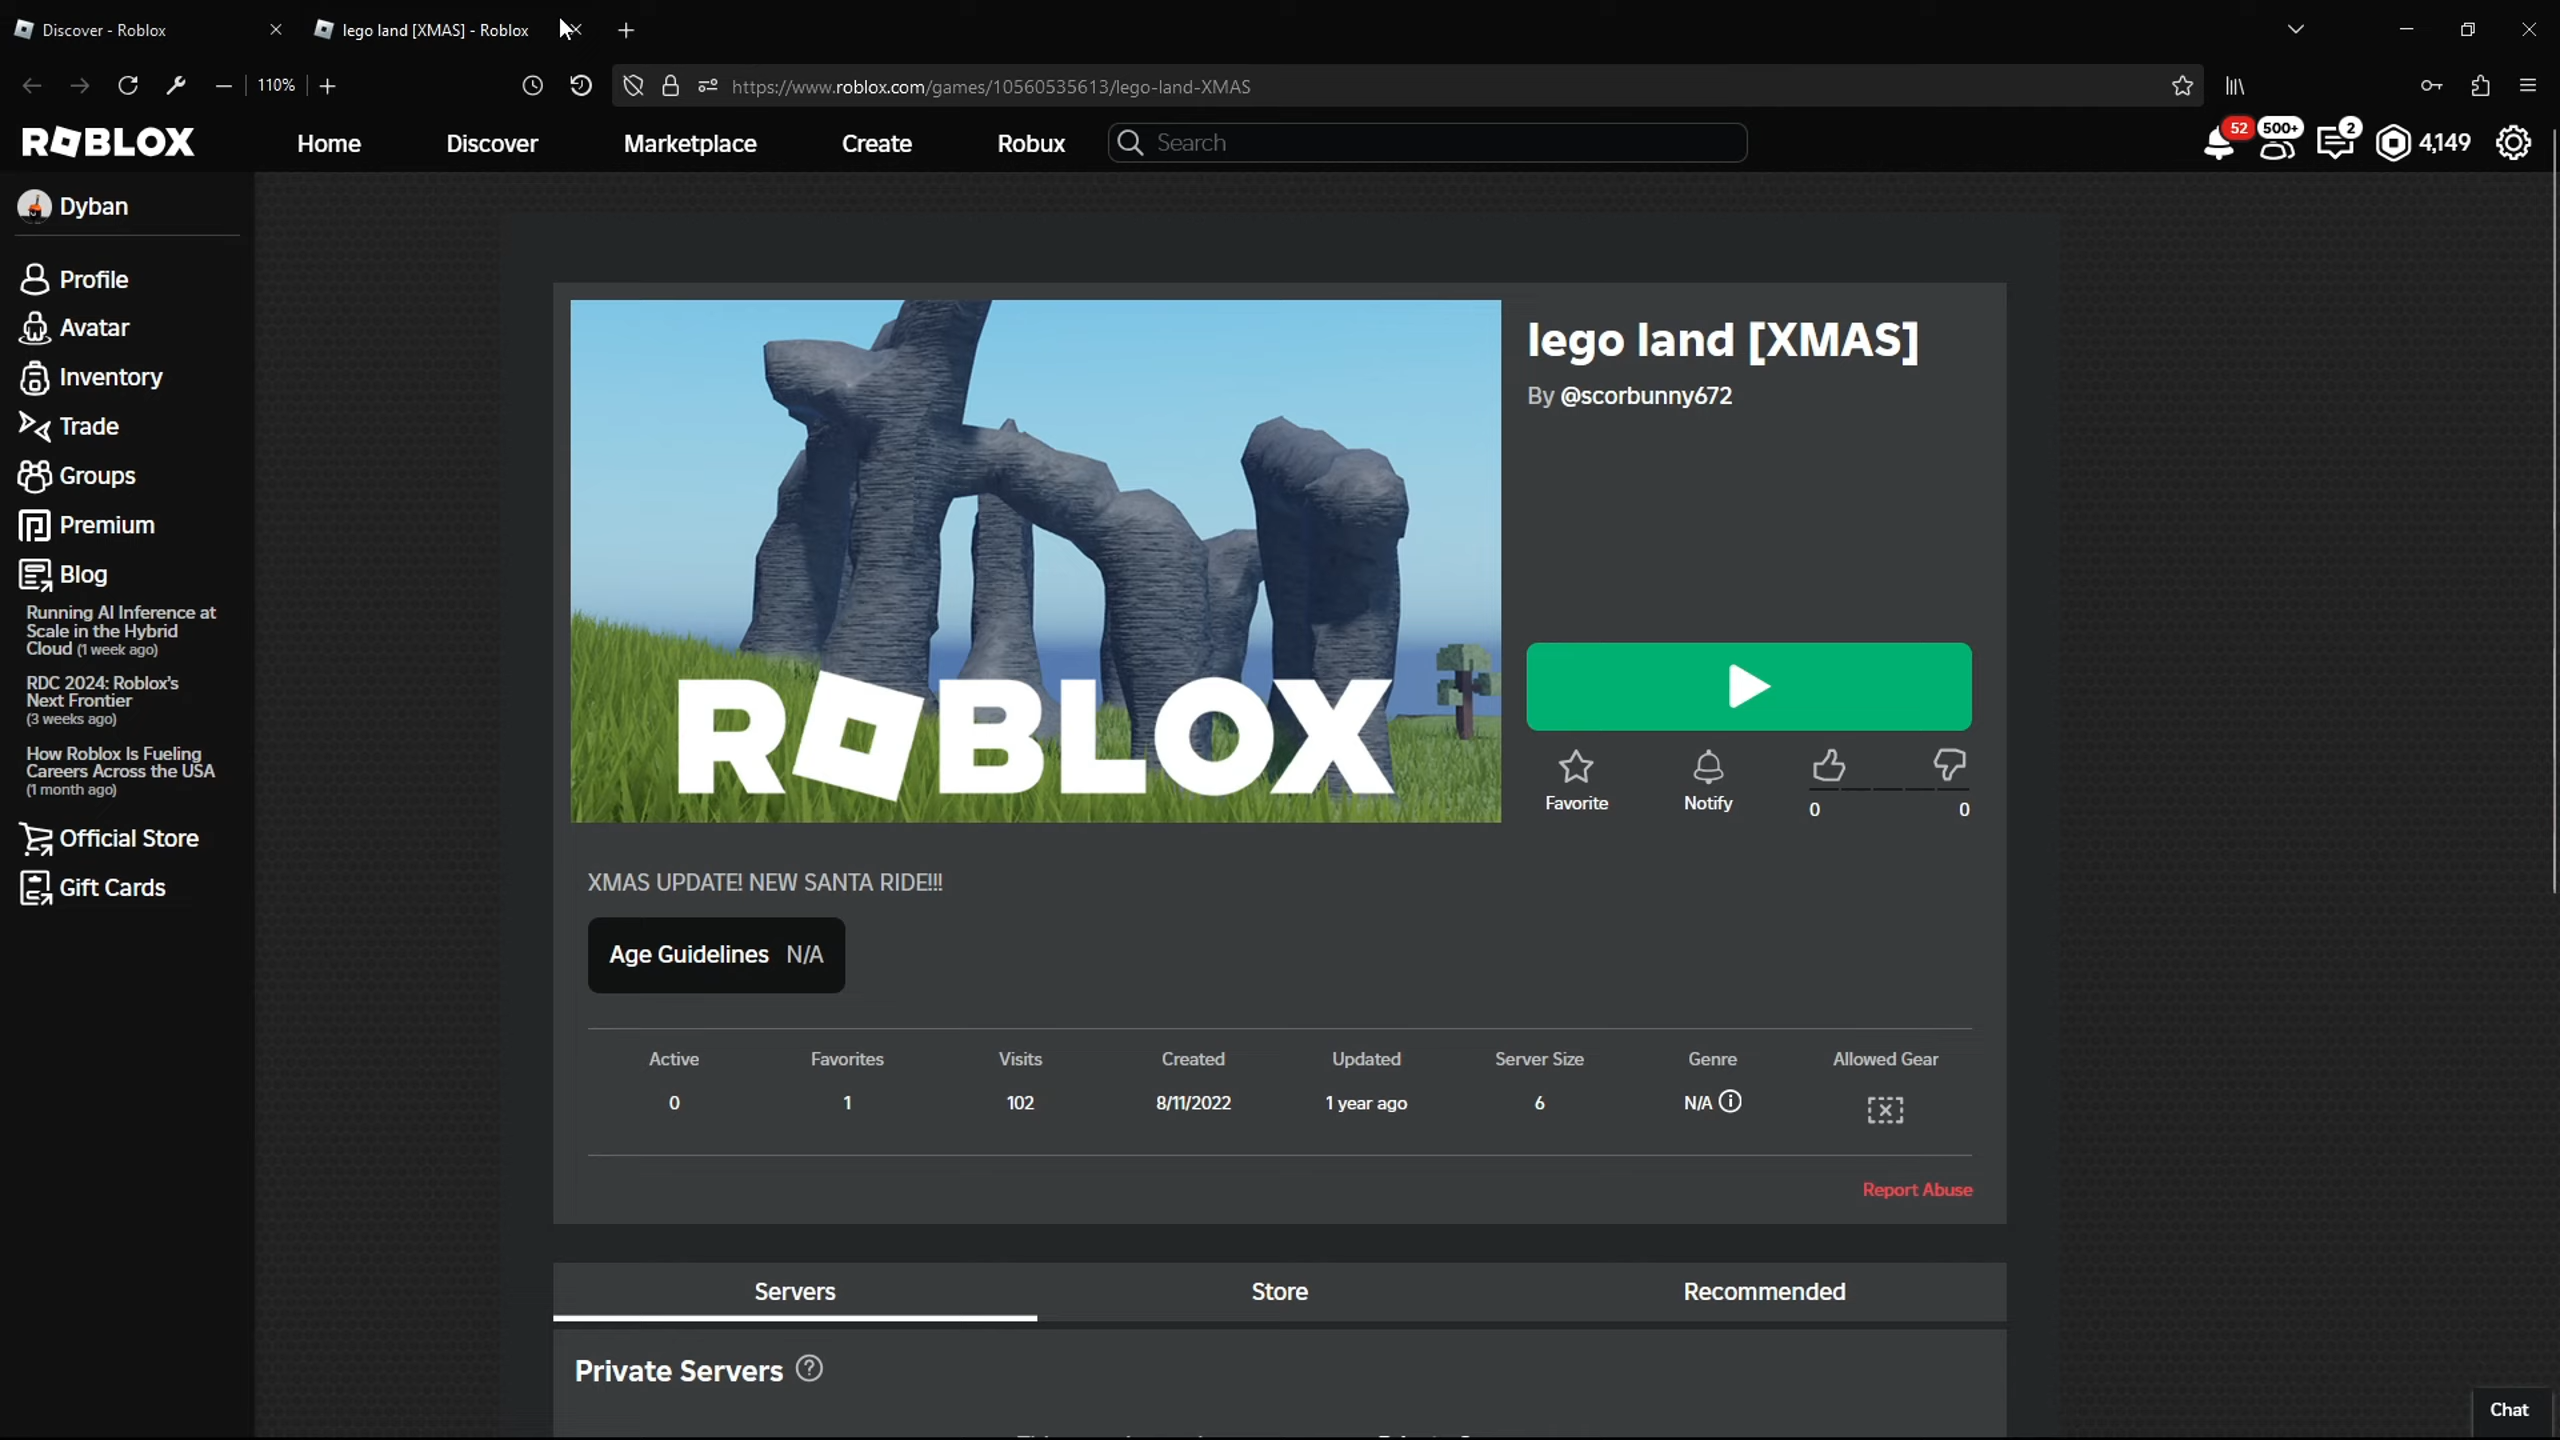 Discover - Roblox
lego land [XMAS] - Roblox
110%
https://www.roblox.com/games/10560535613/lego-land-XMAS
ROBLOX
Home
Discover
Marketplace
Create
Robux
Search
52
500+
2
4,149
Dyban
Profile
Avatar
Inventory
Trade
Groups
Premium
Blog
Running AI Inference at
Scale in the Hybrid
Cloud (1 week ago)
RDC 2024: Roblox's
Next Frontier
(3 weeks ago)
How Roblox Is Fueling
Careers Across the USA
(1 month ago)
Official Store
Gift Cards
ROBLOX
lego land [XMAS]
By @scorbunny672
Favorite
Notify
0
0
XMAS UPDATE! NEW SANTA RIDE!!!
Age Guidelines N/A
Active
Favorites
Visits
Created
Updated
Server Size
Genre
Allowed Gear
0
1
102
8/11/2022
1 year ago
6
N/A
Report Abuse
Servers
Store
Recommended
Private Servers
Chat